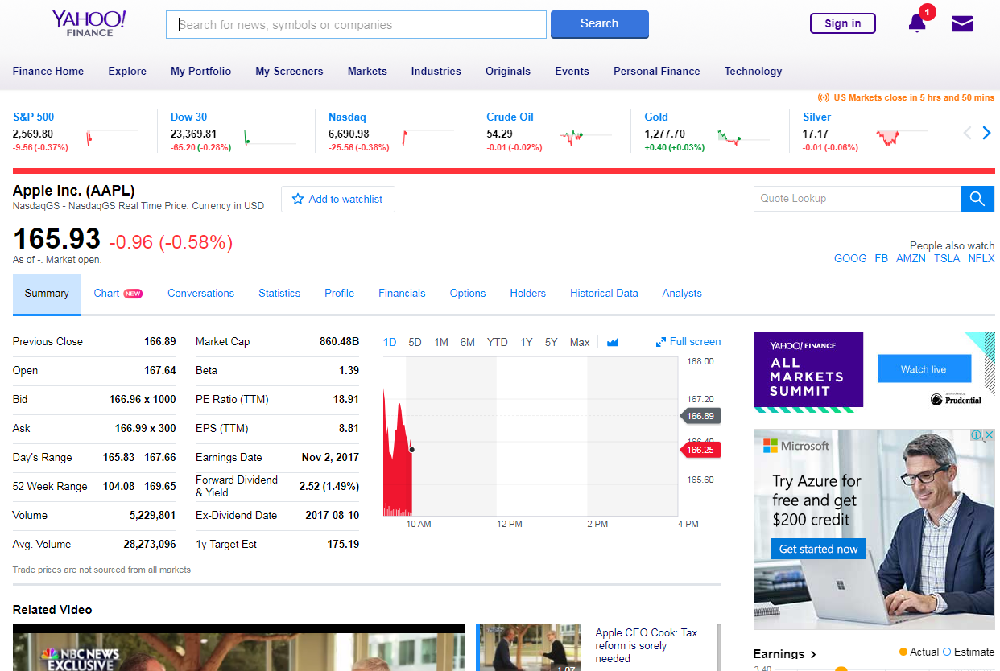 YAHOO!
FINANCE
Search for news, symbols or companies
Search
Sign in
1
Finance Home Explore My Portfolio My Screeners Markets Industries Originals Events Personal Finance Technology
US Markets close in 5 hrs and 50 mins
S&P 500
2,569.80
-9.56 (-0.37%)
Dow 30
23,369.81
-65.20 (-0.28%)
Nasdaq
6,690.98
-25.56 (-0.38%)
Crude Oil
54.29
-0.01 (-0.02%)
Gold
1,277.70
+0.40 (+0.03%)
Silver
17.17
-0.01 (-0.06%)
Apple Inc. (AAPL)
NasdaqGS - NasdaqGS Real Time Price. Currency in USD
Add to watchlist
Quote Lookup
165.93 -0.96 (-0.58%)
As of -. Market open.
People also watch
GOOG FB AMZN TSLA NFLX
Summary Chart NEW Conversations Statistics Profile Financials Options Holders Historical Data Analysts
Previous Close 166.89
Open 167.64
Bid 166.96 x 1000
Ask 166.99 x 300
Day's Range 165.83 - 167.66
52 Week Range 104.08 - 169.65
Volume 5,229,801
Avg. Volume 28,273,096
Market Cap 860.48B
Beta 1.39
PE Ratio (TTM) 18.91
EPS (TTM) 8.81
Earnings Date Nov 2, 2017
Forward Dividend
& Yield 2.52 (1.49%)
Ex-Dividend Date 2017-08-10
1y Target Est 175.19
Trade prices are not sourced from all markets
1D 5D 1M 6M YTD 1Y 5Y Max
Full screen
168.00
167.20
166.89
166.40
166.25
165.60
10 AM 12 PM 2 PM 4 PM
YAHOO! FINANCE
ALL
MARKETS
SUMMIT
Watch live
Sponsored by
Prudential
Microsoft
Try Azure for
free and get
$200 credit
Get started now
Related Video
NBC NEWS
EXCLUSIVE
1:07
Apple CEO Cook: Tax
reform is sorely
needed
Earnings
Actual Estimate
3.40